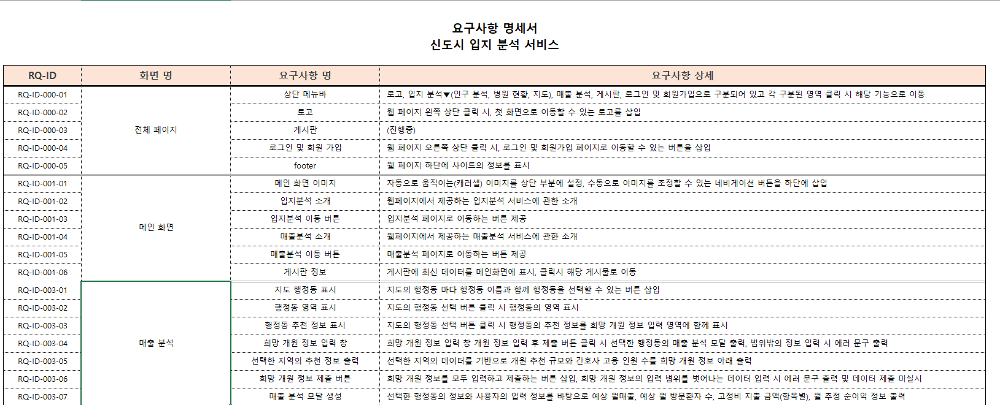 요구사항 명세서
신도시 입지 분석 서비스
RQ-ID 화면 명 요구사항 명 요구사항 상세
RQ-ID-000-01 상단 메뉴바 로고, 입지 분석▼(인구 분석, 병원 현황, 지도), 매출 분석, 게시판, 로그인 및 회원가입으로 구분되어 있고 각 구분된 영역 클릭 시 해당 기능으로 이동
RQ-ID-000-02 로고 웹 페이지 왼쪽 상단 클릭 시, 첫 화면으로 이동할 수 있는 로고를 삽입
RQ-ID-000-03 전체 페이지 게시판 (진행중)
RQ-ID-000-04 로그인 및 회원 가입 웹 페이지 오른쪽 상단 클릭 시, 로그인 및 회원가입 페이지로 이동할 수 있는 버튼을 삽입
RQ-ID-000-05 footer 웹 페이지 하단에 사이트의 정보를 표시
RQ-ID-001-01 메인 화면 이미지 자동으로 움직이는(캐러셀) 이미지를 상단 부분에 설정, 수동으로 이미지를 조정할 수 있는 네비게이션 버튼을 하단에 삽입
RQ-ID-001-02 입지분석 소개 웹페이지에서 제공하는 입지분석 서비스에 관한 소개
RQ-ID-001-03 입지분석 이동 버튼 입지분석 페이지로 이동하는 버튼 제공
메인 화면
RQ-ID-001-04 매출분석 소개 웹페이지에서 제공하는 매출분석 서비스에 관한 소개
RQ-ID-001-05 매출분석 이동 버튼 매출분석 페이지로 이동하는 버튼 제공
RQ-ID-001-06 게시판 정보 게시판에 최신 데이터를 메인화면에 표시, 클릭시 해당 게시물로 이동
RQ-ID-003-01 지도 행정동 표시 지도의 행정동 마다 행정동 이름과 함께 행정동을 선택할 수 있는 버튼 삽입
RQ-ID-003-02 행정동 영역 표시 지도의 행정동 선택 버튼 클릭 시 행정동의 영역 표시
RQ-ID-003-03 행정동 추천 정보 표시 지도의 행정동 선택 버튼 클릭 시 행정동의 추천 정보를 희망 개원 정보 입력 영역에 함께 표시
RQ-ID-003-04 매출 분석 희망 개원 정보 입력 창 희망 개원 정보 입력 창 개원 정보 입력 후 제출 버튼 클릭 시 선택한 행정동의 매출 분석 모달 출력, 범위밖의 정보 입력 시 에러 문구 출력
RQ-ID-003-05 선택한 지역의 추천 정보 출력 선택한 지역의 데이터를 기반으로 개원 추천 규모와 간호사 고용 인원 수를 희망 개원 정보 아래 출력
RQ-ID-003-06 희망 개원 정보 제출 버튼 희망 개원 정보를 모두 입력하고 제출하는 버튼 삽입, 희망 개원 정보의 입력 범위를 벗어나는 데이터 입력 시 에러 문구 출력 및 데이터 제출 미실시
RQ-ID-003-07 매출 분석 모달 생성 선택한 행정동의 정보와 사용자의 입력 정보를 바탕으로 예상 월매출, 예상 월 방문환자 수, 고정비 지출 금액(항목별), 월 추정 순이익 정보 출력